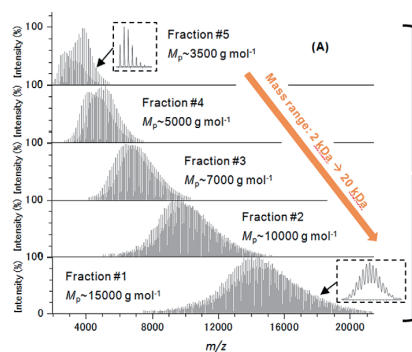 (A)
Fraction #5
Mp~3500 g mol-1
Fraction #4
Mp~5000 g mol-1
Fraction #3
Mp~7000 g mol-1
Fraction #2
Mp~10000 g mol-1
Fraction #1
Mp~15000 g mol-1
Mass range: 2 kDa → 20 kDa
Intensity (%)
Intensity (%)
Intensity (%)
Intensity (%)
Intensity (%)
100
100
100
100
100
0
4000 8000 12000 16000 20000
m/z